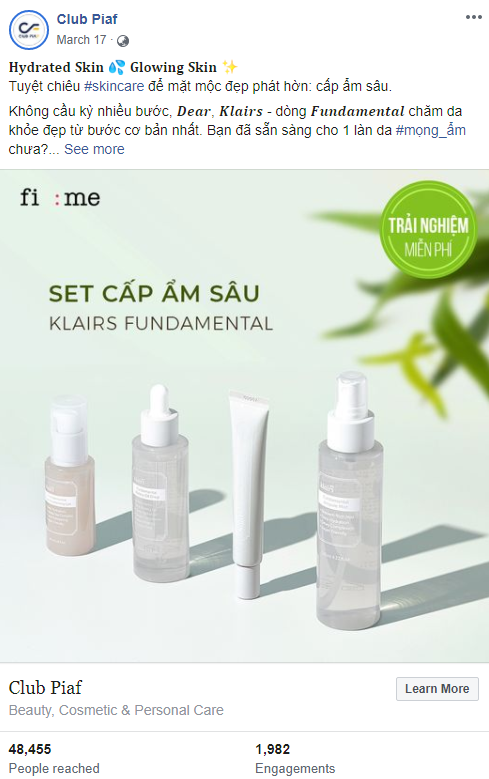 Club Piaf
March 17 ·
Hydrated Skin 💦 Glowing Skin ✨
Tuyệt chiêu #skincare để mặt mộc đẹp phát hờn: cấp ẩm sâu.
Không cầu kỳ nhiều bước, Dear, Klairs - dòng Fundamental chăm da
khỏe đẹp từ bước cơ bản nhất. Bạn đã sẵn sàng cho 1 làn da #mọng_ẩm
chưa?... See more
fi :me
TRẢI NGHIỆM
MIỄN PHÍ
SET CẤP ẨM SÂU
KLAIRS FUNDAMENTAL
Club Piaf
Learn More
Beauty, Cosmetic & Personal Care
48,455
1,982
People reached
Engagements